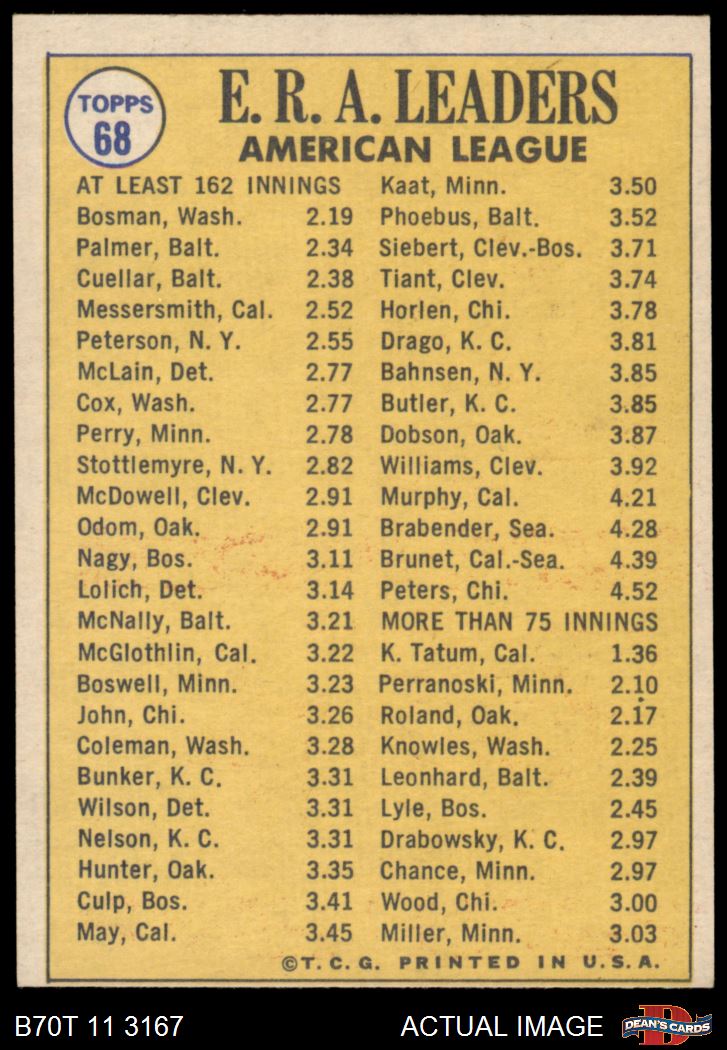 TOPPS
68
E. R. A. LEADERS
AMERICAN LEAGUE
AT LEAST 162 INNINGS
Bosman, Wash. 2.19
Palmer, Balt. 2.34
Cuellar, Balt. 2.38
Messersmith, Cal. 2.52
Peterson, N. Y. 2.55
McLain, Det. 2.77
Cox, Wash. 2.77
Perry, Minn. 2.78
Stottlemyre, N. Y. 2.82
McDowell, Clev. 2.91
Odom, Oak. 2.91
Nagy, Bos. 3.11
Lolich, Det. 3.14
McNally, Balt. 3.21
McGlothlin, Cal. 3.22
Boswell, Minn. 3.23
John, Chi. 3.26
Coleman, Wash. 3.28
Bunker, K. C. 3.31
Wilson, Det. 3.31
Nelson, K. C. 3.31
Hunter, Oak. 3.35
Culp, Bos. 3.41
May, Cal. 3.45
Kaat, Minn. 3.50
Phoebus, Balt. 3.52
Siebert, Clev.-Bos. 3.71
Tiant, Clev. 3.74
Horlen, Chi. 3.78
Drago, K. C. 3.81
Bahnsen, N. Y. 3.85
Butler, K. C. 3.85
Dobson, Oak. 3.87
Williams, Clev. 3.92
Murphy, Cal. 4.21
Brabender, Sea. 4.28
Brunet, Cal.-Sea. 4.39
Peters, Chi. 4.52
MORE THAN 75 INNINGS
K. Tatum, Cal. 1.36
Perranoski, Minn. 2.10
Roland, Oak. 2.17
Knowles, Wash. 2.25
Leonhard, Balt. 2.39
Lyle, Bos. 2.45
Drabowsky, K. C. 2.97
Chance, Minn. 2.97
Wood, Chi. 3.00
Miller, Minn. 3.03
©T. C. G. PRINTED IN U. S. A.
B70T 11 3167
ACTUAL IMAGE
D
DEAN'S CARDS